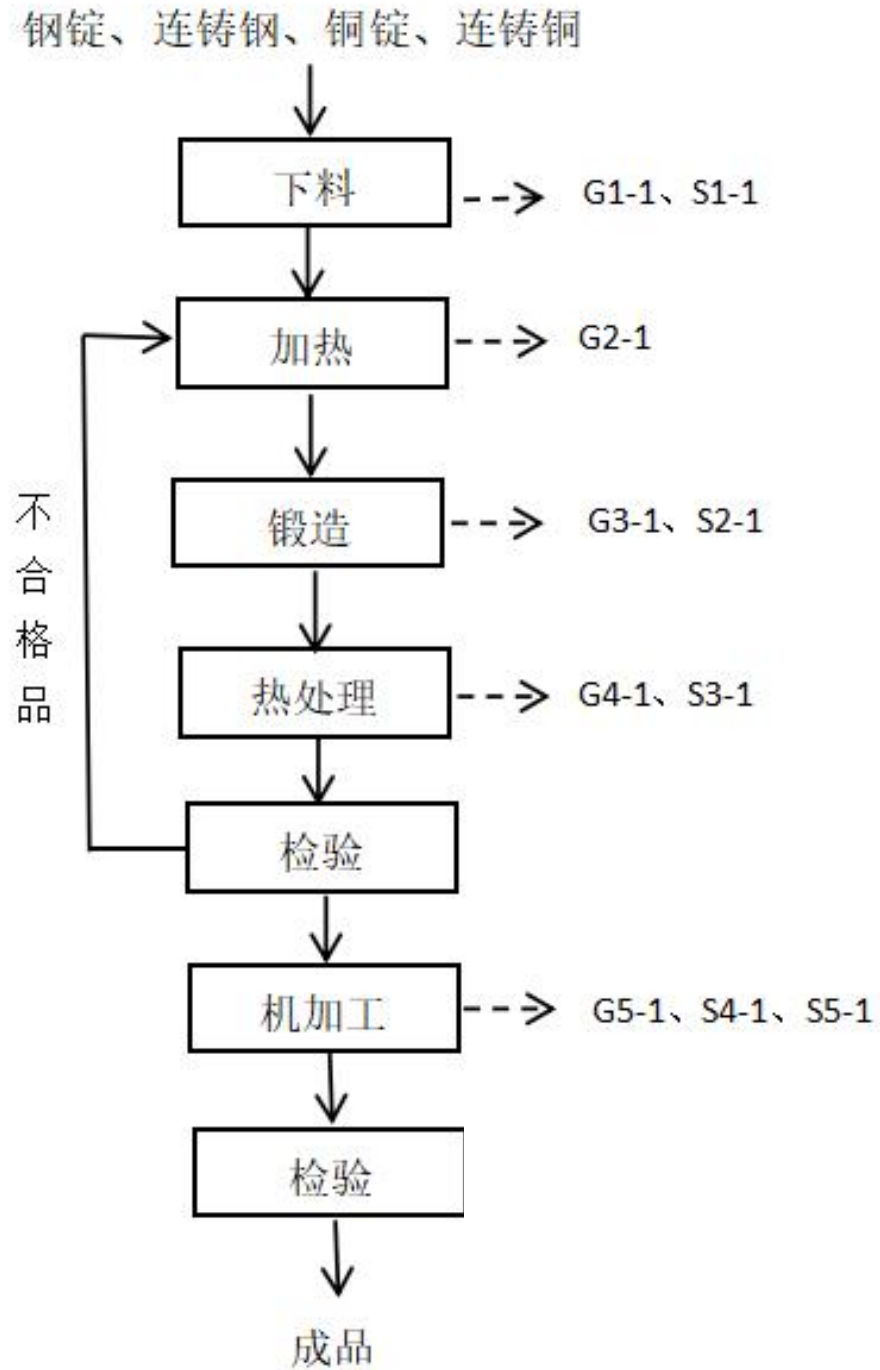 钢锭、连铸钢、铜锭、连铸铜
下料
G1-1、S1-1
加热
G2-1
不合格品
锻造
G3-1、S2-1
热处理
G4-1、S3-1
检验
机加工
G5-1、S4-1、S5-1
检验
成品